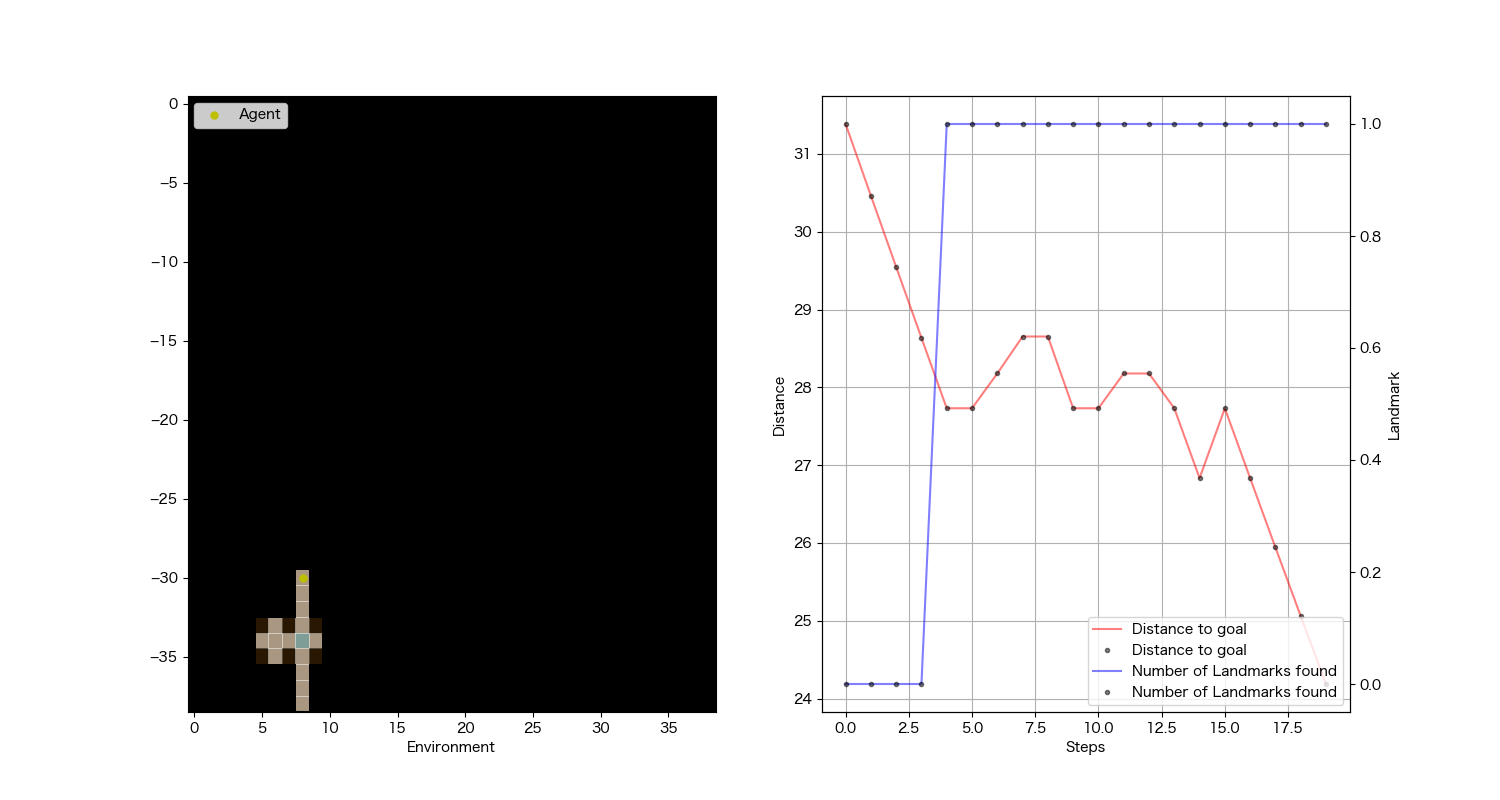 Agent
0
−5
−10
−15
−20
−25
−30
−35
0 5 10 15 20 25 30 35
Environment
Distance
31
30
29
28
27
26
25
24
0.0 2.5 5.0 7.5 10.0 12.5 15.0 17.5
Steps
1.0
0.8
0.6
0.4
0.2
0.0
Landmark
Distance to goal
Distance to goal
Number of Landmarks found
Number of Landmarks found